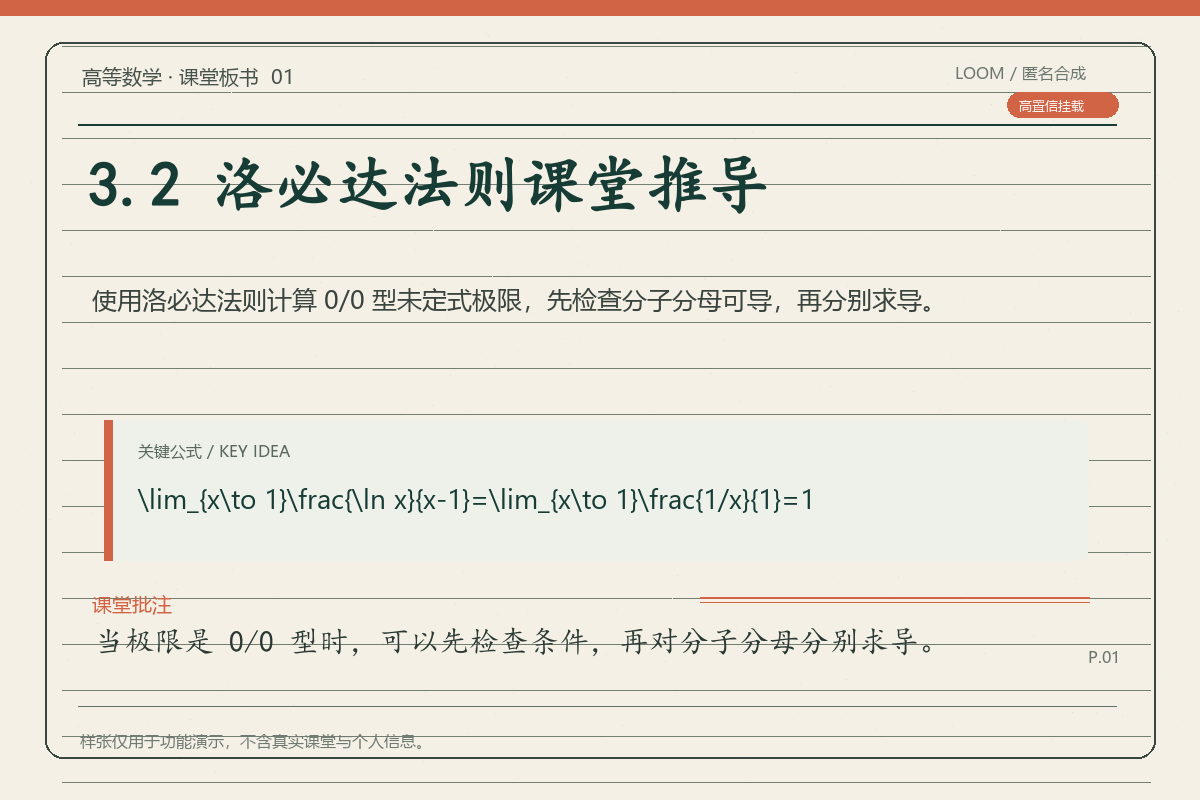 高等数学 · 课堂板书 01
LOOM / 匿名合成
高置信挂载
3.2 洛必达法则课堂推导
使用洛必达法则计算 0/0 型未定式极限，先检查分子分母可导，再分别求导。
关键公式 / KEY IDEA
\lim_{x\to 1}\frac{\ln x}{x-1}=\lim_{x\to 1}\frac{1/x}{1}=1
课堂批注
当极限是 0/0 型时，可以先检查条件，再对分子分母分别求导。
P.01
样张仅用于功能演示，不含真实课堂与个人信息。